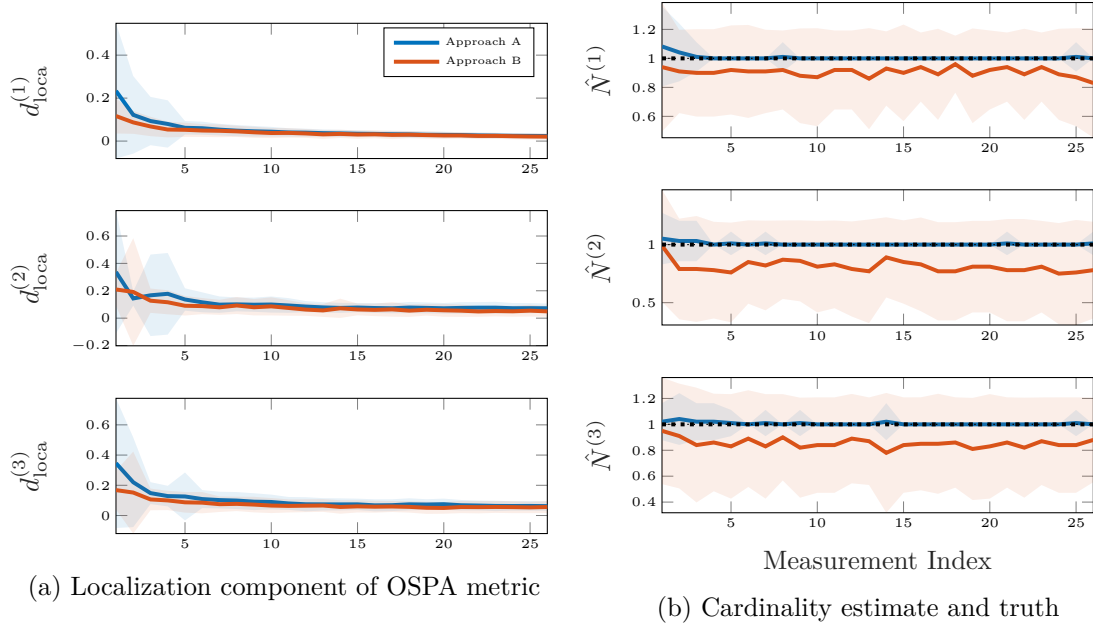 Approach A
Approach B
0.4
0.2
0
5 10 15 20 25
d_loca^(1)
0.6
0.4
0.2
0
−0.2
5 10 15 20 25
d_loca^(2)
0.6
0.4
0.2
0
5 10 15 20 25
d_loca^(3)
(a) Localization component of OSPA metric
1.2
1
0.8
0.6
5 10 15 20 25
N̂^(1)
1
0.5
5 10 15 20 25
N̂^(2)
1.2
1
0.8
0.6
0.4
5 10 15 20 25
N̂^(3)
Measurement Index
(b) Cardinality estimate and truth